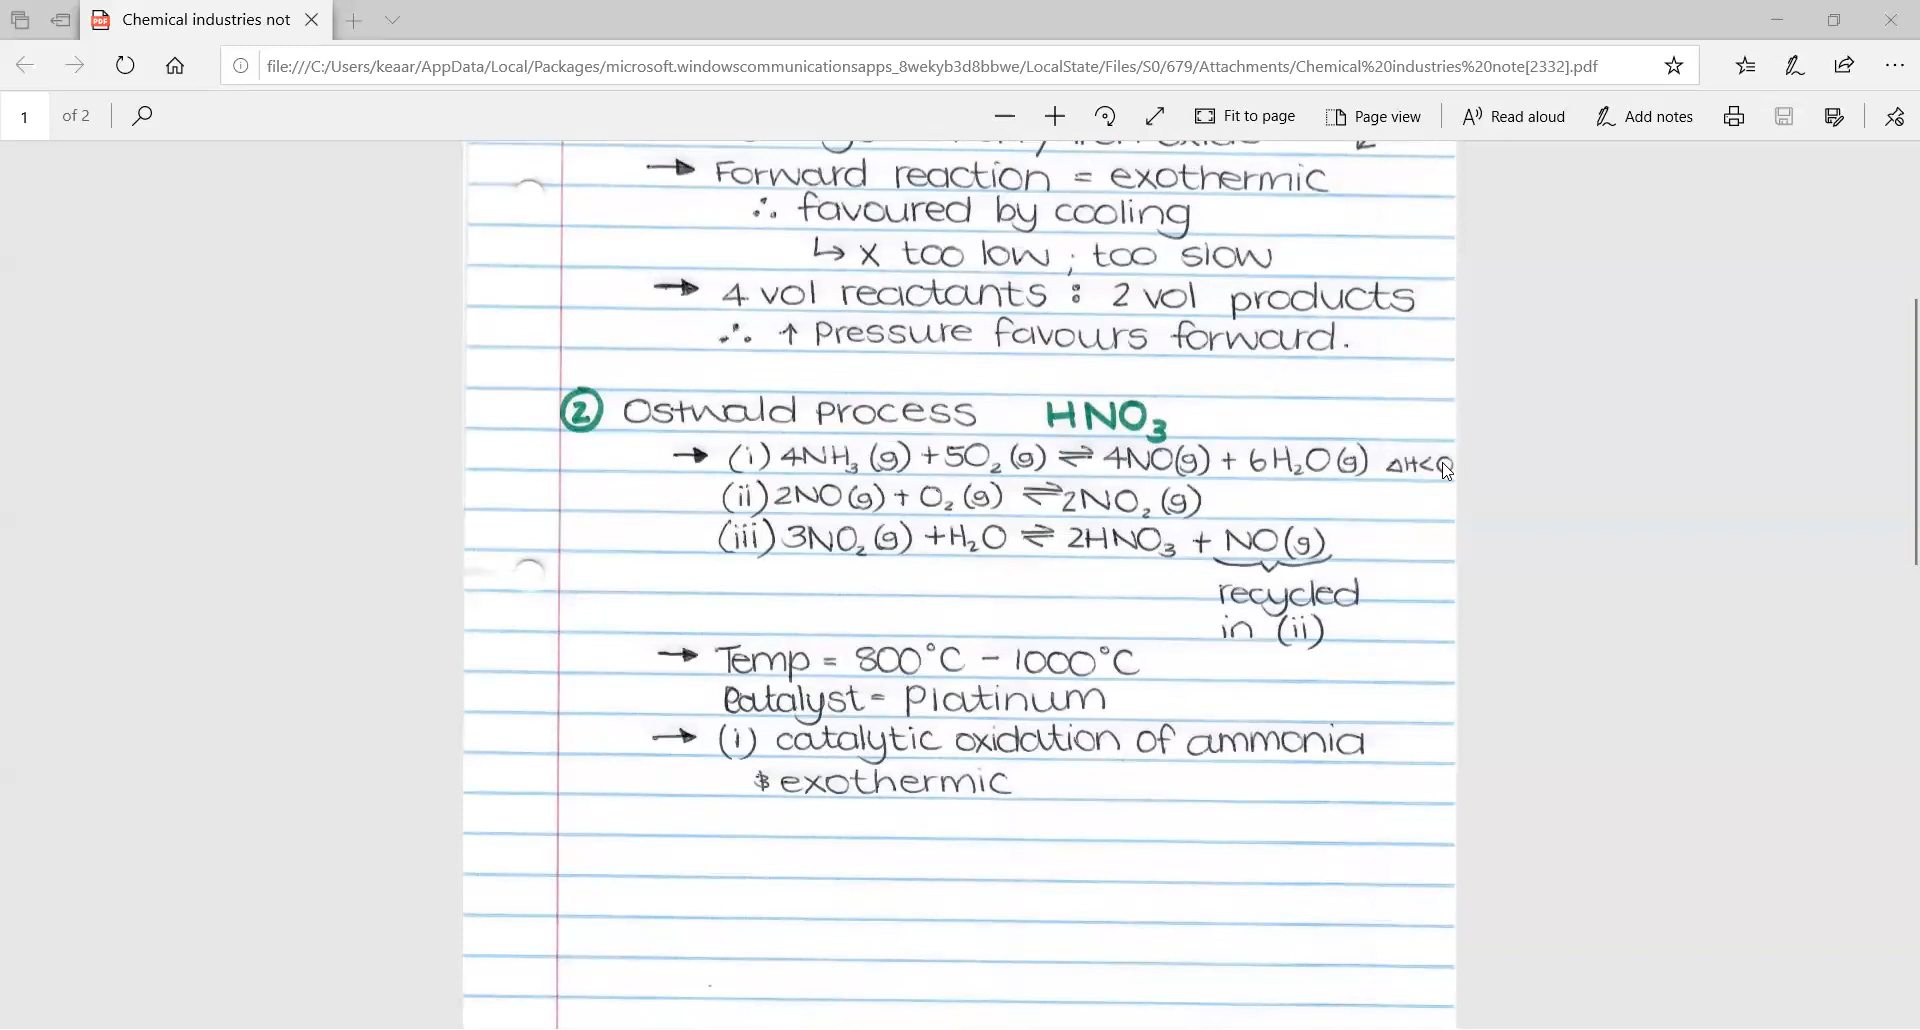 Chemical industries not
file:///C:/Users/keaar/AppData/Local/Packages/microsoft.windowscommunicationsapps_8wekyb3d8bbwe/LocalState/Files/S0/679/Attachments/Chemical%20industries%20note[2332].pdf
1 of 2 Fit to page Page view Read aloud Add notes
→ Forward reaction = exothermic
∴ favoured by cooling
↳ x too low ; too slow
→ 4 vol reactants : 2 vol products
∴ ↑ Pressure favours forward.
② Ostwald Process HNO₃
→ (i) 4NH₃ (g) + 5O₂ (g) ⇌ 4NO(g) + 6H₂O (g) ΔH<0
(ii) 2NO(g) + O₂ (g) ⇌ 2NO₂ (g)
(iii) 3NO₂ (g) + H₂O ⇌ 2HNO₃ + NO(g)
recycled
in (ii)
→ Temp = 800°C - 1000°C
Catalyst = Platinum
→ (i) catalytic oxidation of ammonia
& exothermic